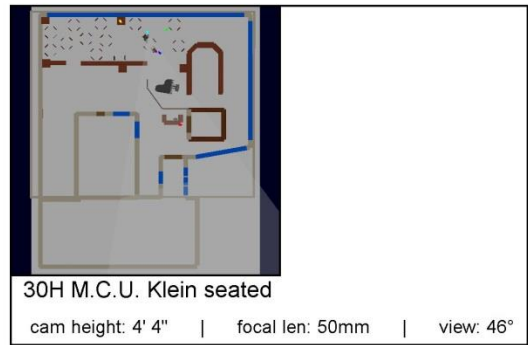 30H M.C.U. Klein seated
cam height: 4' 4" | focal len: 50mm | view: 46°